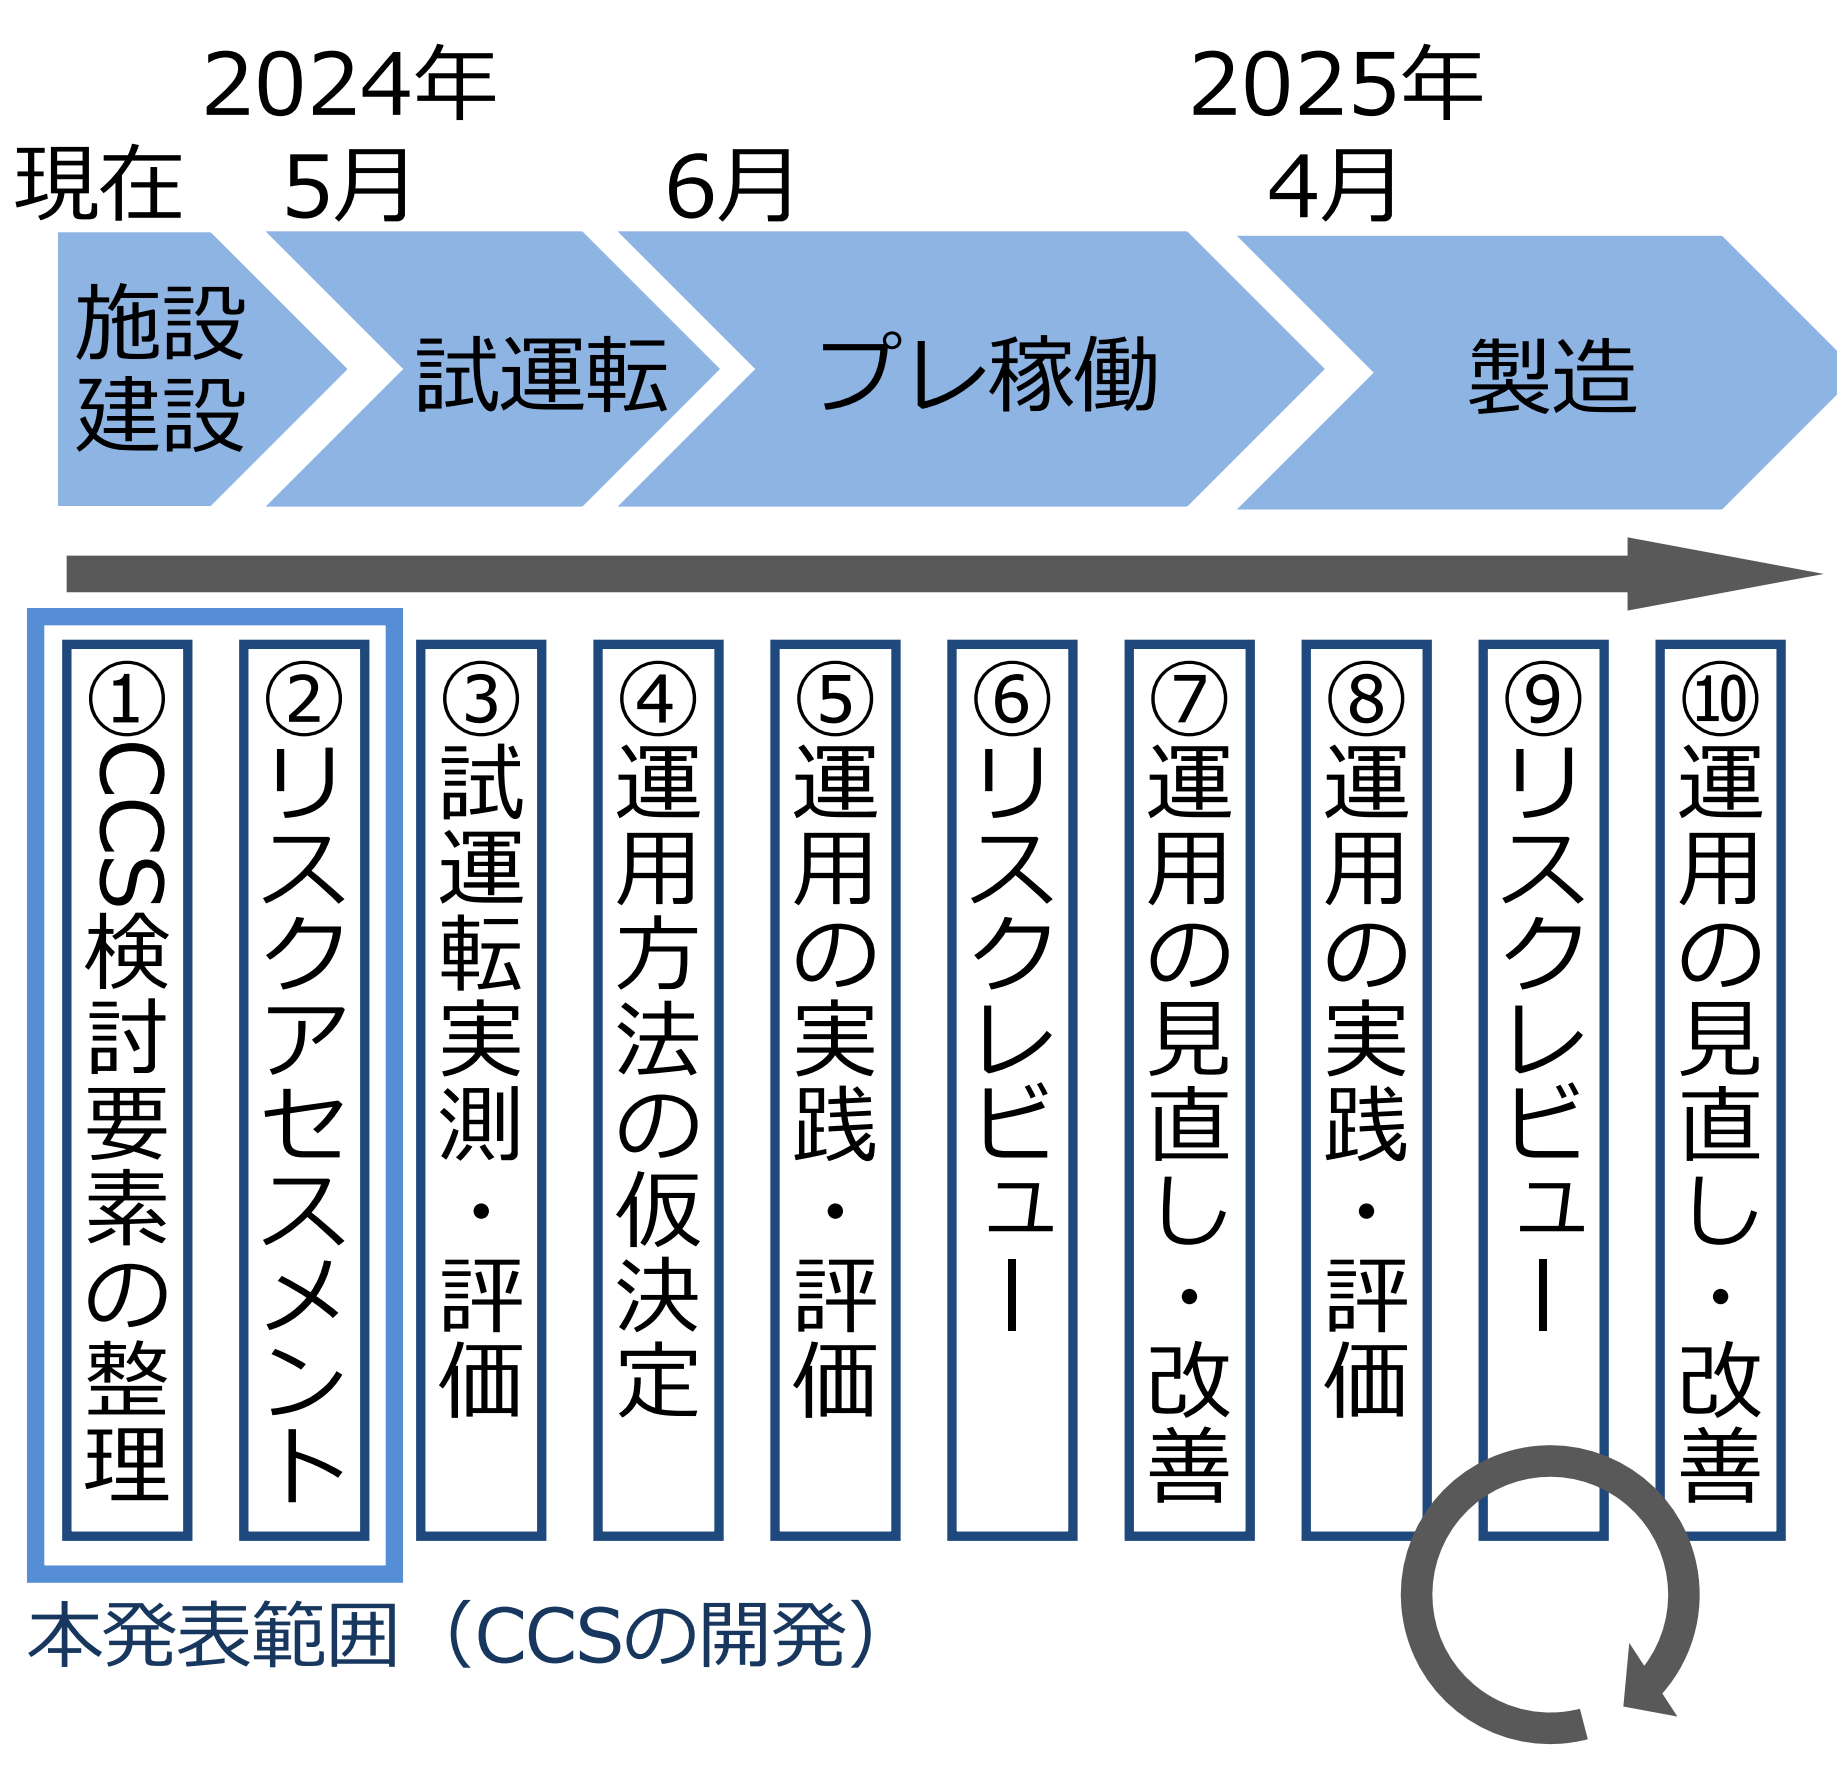 2024年
2025年
現在
5月
6月
4月
施設
建設
試運転
プレ稼働
製造
①CCS検討要素の整理
②リスクアセスメント
③試運転実測・評価
④運用方法の仮決定
⑤運用の実践・評価
⑥リスクレビュー
⑦運用の見直し・改善
⑧運用の実践・評価
⑨リスクレビュー
⑩運用の見直し・改善
本発表範囲（CCSの開発）